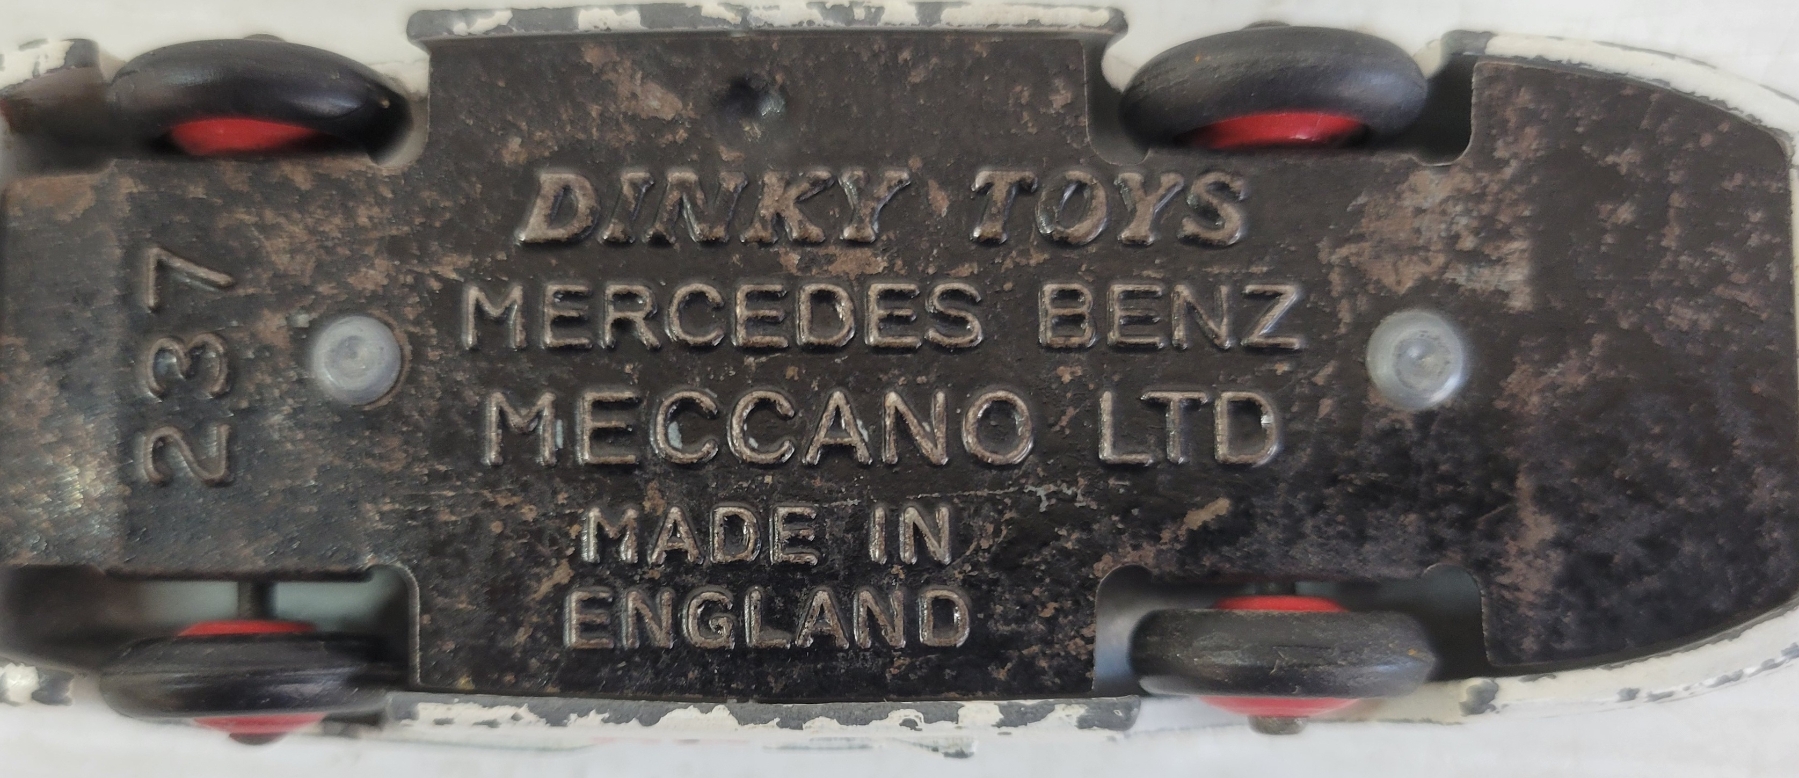 DINKY TOYS
MERCEDES BENZ
MECCANO LTD
MADE IN
ENGLAND
237